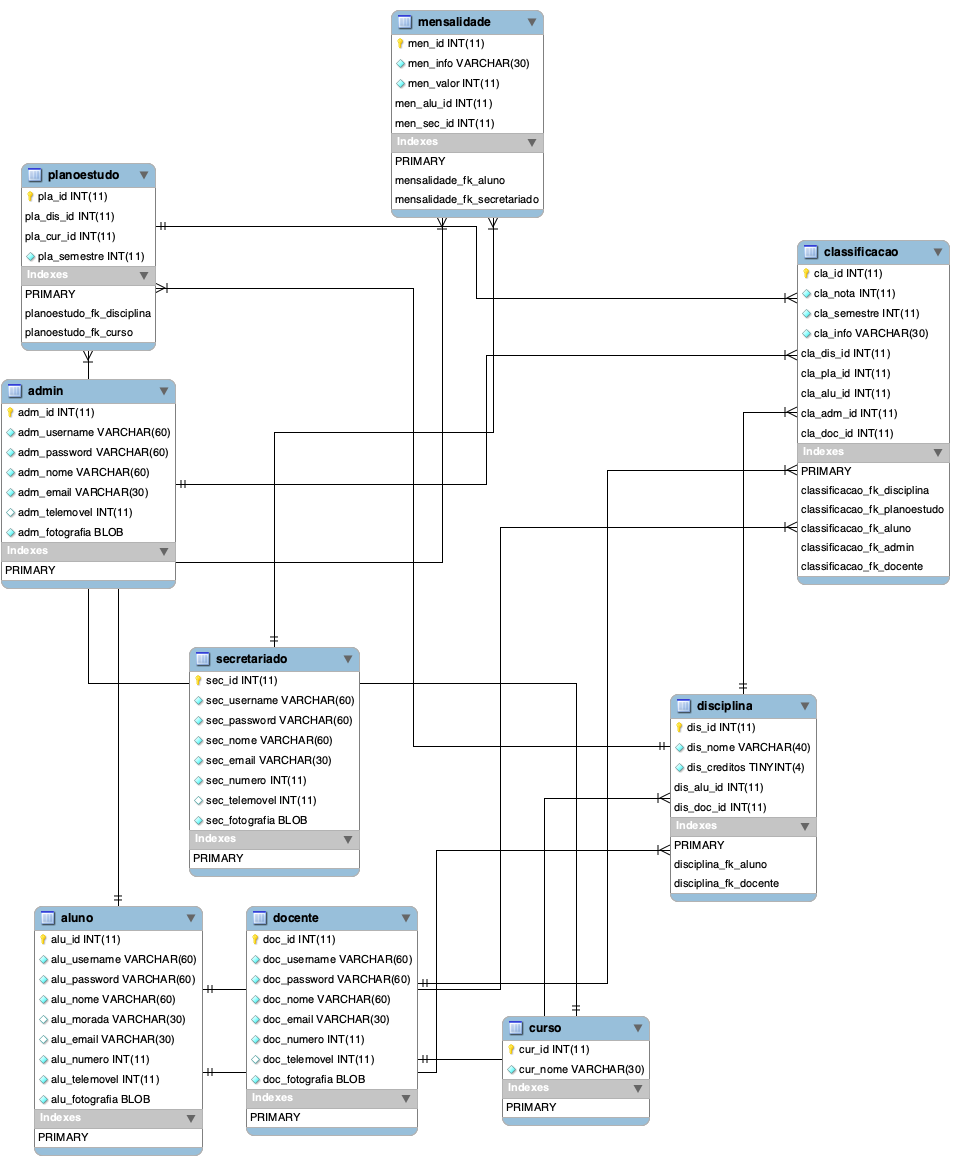 mensalidade
men_id INT(11)
men_info VARCHAR(30)
men_valor INT(11)
men_alu_id INT(11)
men_sec_id INT(11)
Indexes
PRIMARY
mensalidade_fk_aluno
mensalidade_fk_secretariado
planoestudo
pla_id INT(11)
pla_dis_id INT(11)
pla_cur_id INT(11)
pla_semestre INT(11)
Indexes
PRIMARY
planoestudo_fk_disciplina
planoestudo_fk_curso
classificacao
cla_id INT(11)
cla_nota INT(11)
cla_semestre INT(11)
cla_info VARCHAR(30)
cla_dis_id INT(11)
cla_pla_id INT(11)
cla_alu_id INT(11)
cla_adm_id INT(11)
cla_doc_id INT(11)
Indexes
PRIMARY
classificacao_fk_disciplina
classificacao_fk_planoestudo
classificacao_fk_aluno
classificacao_fk_admin
classificacao_fk_docente
admin
adm_id INT(11)
adm_username VARCHAR(60)
adm_password VARCHAR(60)
adm_nome VARCHAR(60)
adm_email VARCHAR(30)
adm_telemovel INT(11)
adm_fotografia BLOB
Indexes
PRIMARY
secretariado
sec_id INT(11)
sec_username VARCHAR(60)
sec_password VARCHAR(60)
sec_nome VARCHAR(60)
sec_email VARCHAR(30)
sec_numero INT(11)
sec_telemovel INT(11)
sec_fotografia BLOB
Indexes
PRIMARY
disciplina
dis_id INT(11)
dis_nome VARCHAR(40)
dis_creditos TINYINT(4)
dis_alu_id INT(11)
dis_doc_id INT(11)
Indexes
PRIMARY
disciplina_fk_aluno
disciplina_fk_docente
aluno
alu_id INT(11)
alu_username VARCHAR(60)
alu_password VARCHAR(60)
alu_nome VARCHAR(60)
alu_morada VARCHAR(30)
alu_email VARCHAR(30)
alu_numero INT(11)
alu_telemovel INT(11)
alu_fotografia BLOB
Indexes
PRIMARY
docente
doc_id INT(11)
doc_username VARCHAR(60)
doc_password VARCHAR(60)
doc_nome VARCHAR(60)
doc_email VARCHAR(30)
doc_numero INT(11)
doc_telemovel INT(11)
doc_fotografia BLOB
Indexes
PRIMARY
curso
cur_id INT(11)
cur_nome VARCHAR(30)
Indexes
PRIMARY